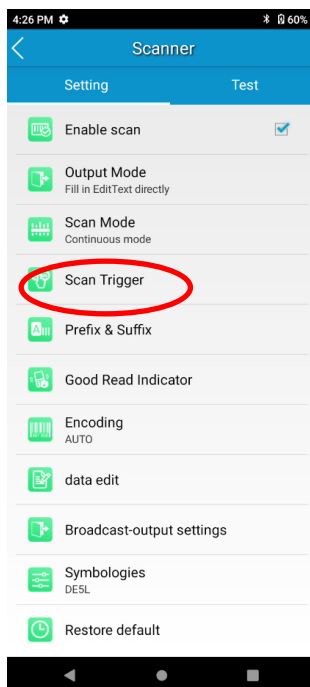 4:26 PM 60%
Scanner
Setting Test
Enable scan
Output Mode
Fill in EditText directly
Scan Mode
Continuous mode
Scan Trigger
Prefix & Suffix
Good Read Indicator
Encoding
AUTO
data edit
Broadcast-output settings
Symbologies
DE5L
Restore default